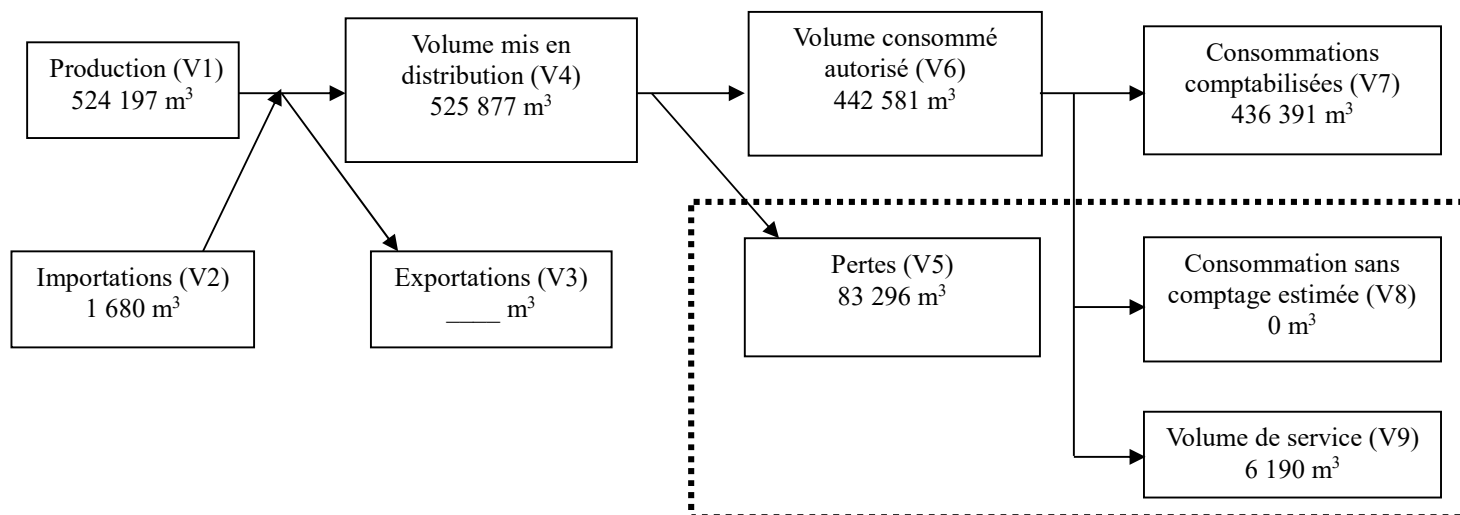 Production (V1)
524 197 m³
Volume mis en
distribution (V4)
525 877 m³
Volume consommé
autorisé (V6)
442 581 m³
Consommations
comptabilisées (V7)
436 391 m³
Importations (V2)
1 680 m³
Exportations (V3)
____ m³
Pertes (V5)
83 296 m³
Consommation sans
comptage estimée (V8)
0 m³
Volume de service (V9)
6 190 m³